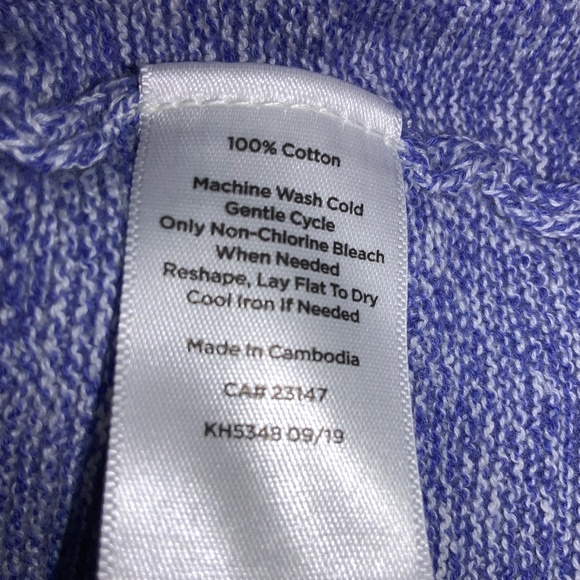 100% Cotton
Machine Wash Cold
Gentle Cycle
Only Non-Chlorine Bleach
When Needed
Reshape, Lay Flat To Dry
Cool Iron If Needed
Made In Cambodia
CA# 23147
KH5348 09/19